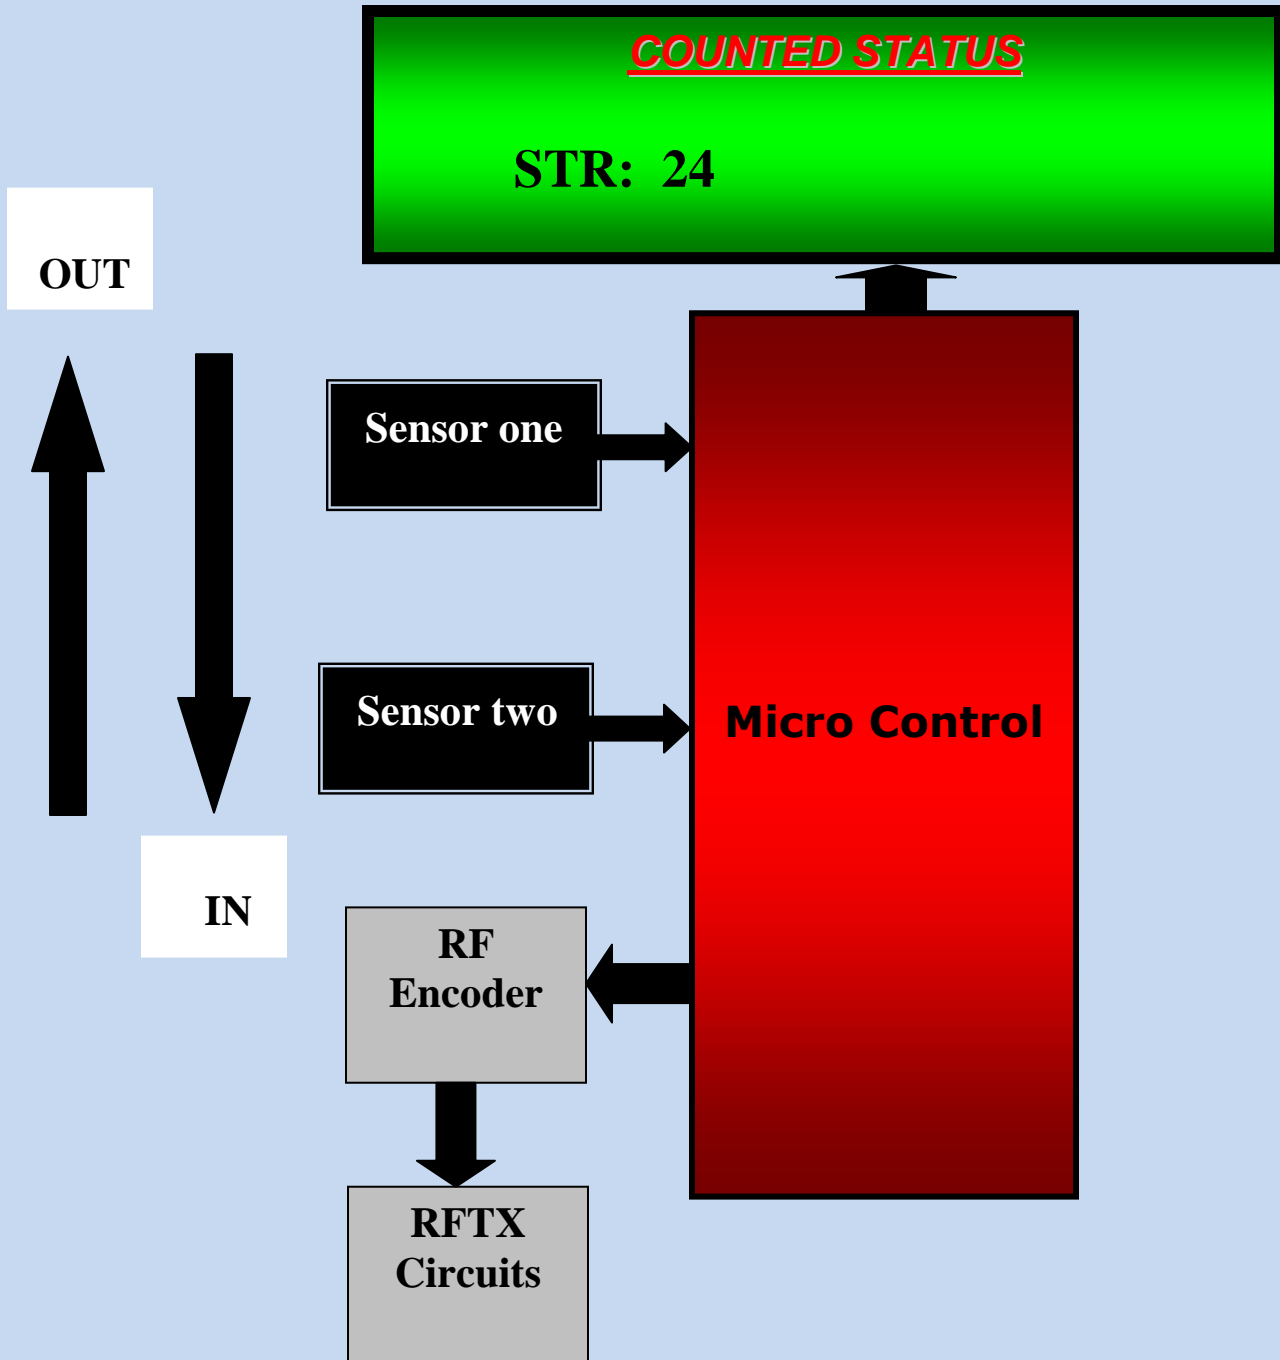 COUNTED STATUS
STR: 24
OUT
Sensor one
Sensor two
Micro Control
IN
RF
Encoder
RFTX
Circuits